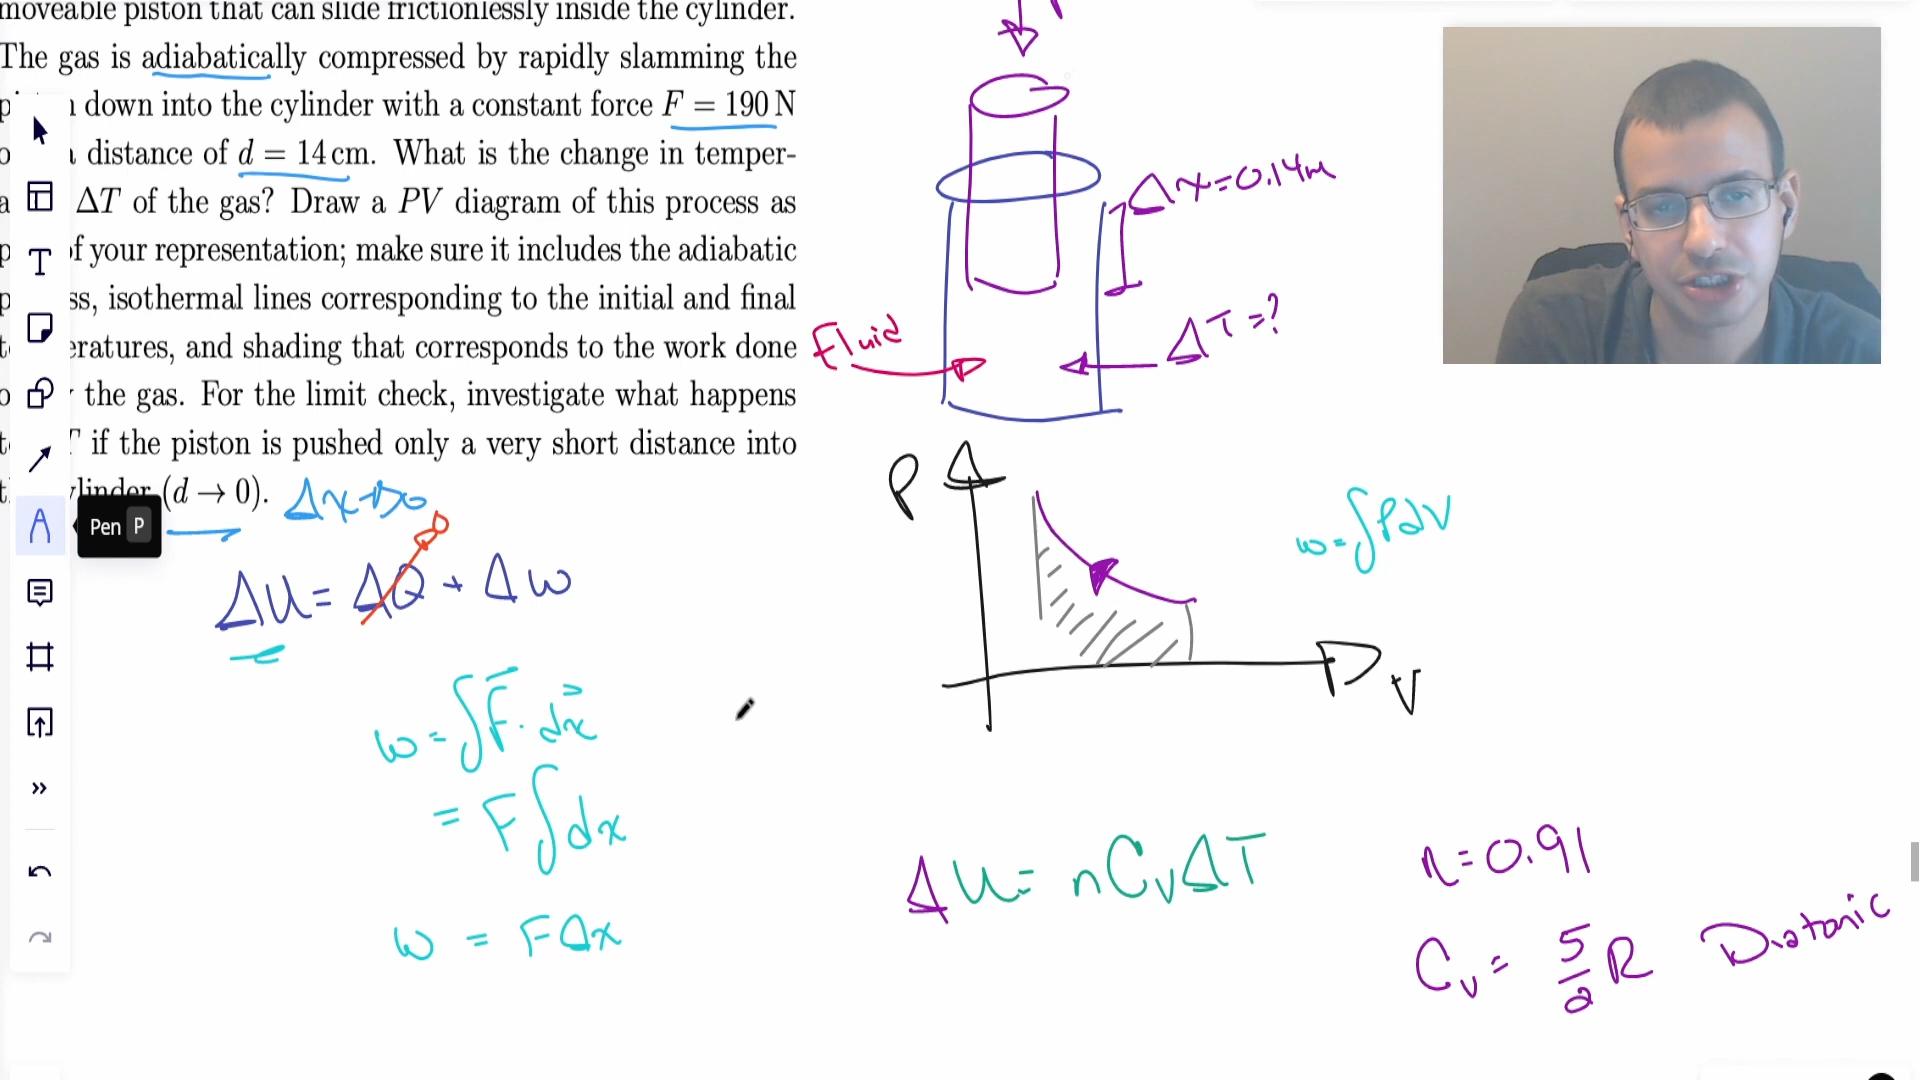 moveable piston that can slide frictionlessly inside the cylinder.
The gas is adiabatically compressed by rapidly slamming the
down into the cylinder with a constant force F = 190 N
distance of d = 14 cm. What is the change in temper-
ΔT of the gas? Draw a PV diagram of this process as
of your representation; make sure it includes the adiabatic
ss, isothermal lines corresponding to the initial and final
eratures, and shading that corresponds to the work done
the gas. For the limit check, investigate what happens
if the piston is pushed only a very short distance into
linder (d → 0). Δx→0
Pen P
ΔU = ΔQ + ΔW
0
w = ∫F⃗ · dx⃗
= F∫dx
w = FΔx
Δx=0.14m
ΔT=?
Fluid
P
V
w=∫PdV
ΔU = nCvΔT
n=0.91
Cv = 5/2 R Diatomic